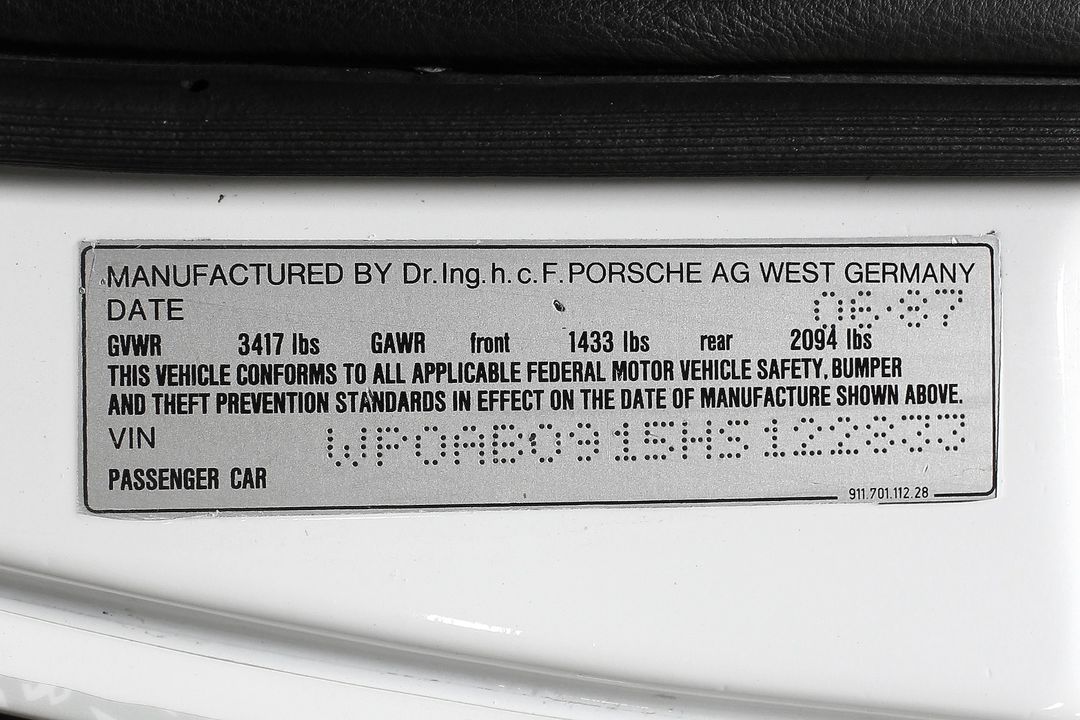 MANUFACTURED BY Dr.Ing.h.c.F.PORSCHE AG WEST GERMANY
DATE 06·87
GVWR 3417 lbs GAWR front 1433 lbs rear 2094 lbs
THIS VEHICLE CONFORMS TO ALL APPLICABLE FEDERAL MOTOR VEHICLE SAFETY, BUMPER
AND THEFT PREVENTION STANDARDS IN EFFECT ON THE DATE OF MANUFACTURE SHOWN ABOVE.
VIN WP0AB0915HS122833
PASSENGER CAR
911.701.112.28